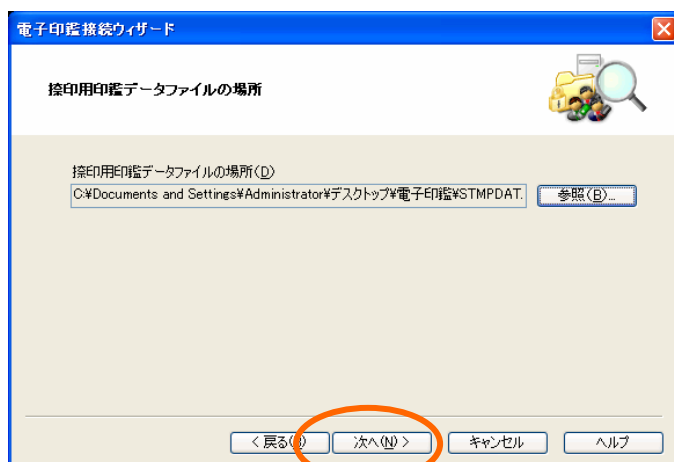 電子印鑑接続ウィザード
捺印用印鑑データファイルの場所
捺印用印鑑データファイルの場所(D)
C:¥Documents and Settings¥Administrator¥デスクトップ¥電子印鑑¥STMPDAT.
参照(B)...
< 戻る(B) 次へ(N) > キャンセル ヘルプ